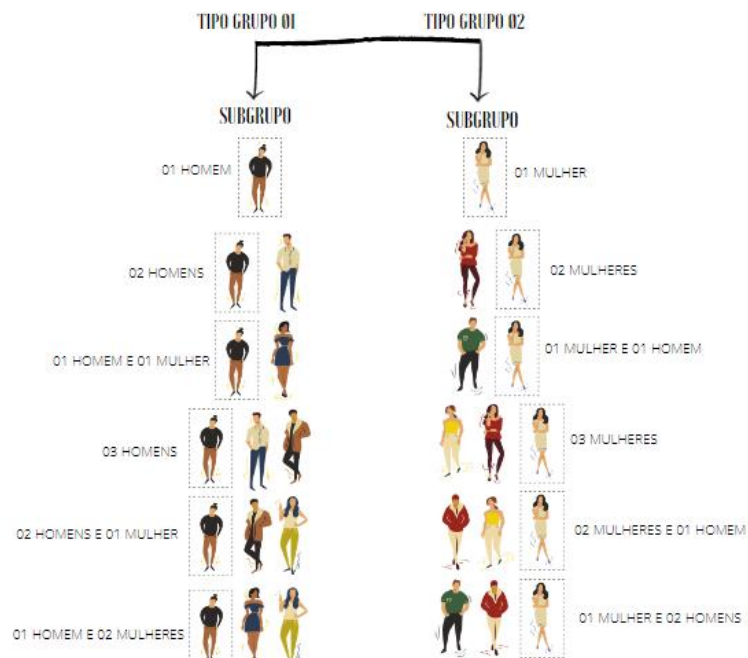 TIPO GRUPO 01
TIPO GRUPO 02
SUBGRUPO
SUBGRUPO
01 HOMEM
01 MULHER
02 HOMENS
02 MULHERES
01 HOMEM E 01 MULHER
01 MULHER E 01 HOMEM
03 HOMENS
03 MULHERES
02 HOMENS E 01 MULHER
02 MULHERES E 01 HOMEM
01 HOMEM E 02 MULHERES
01 MULHER E 02 HOMENS